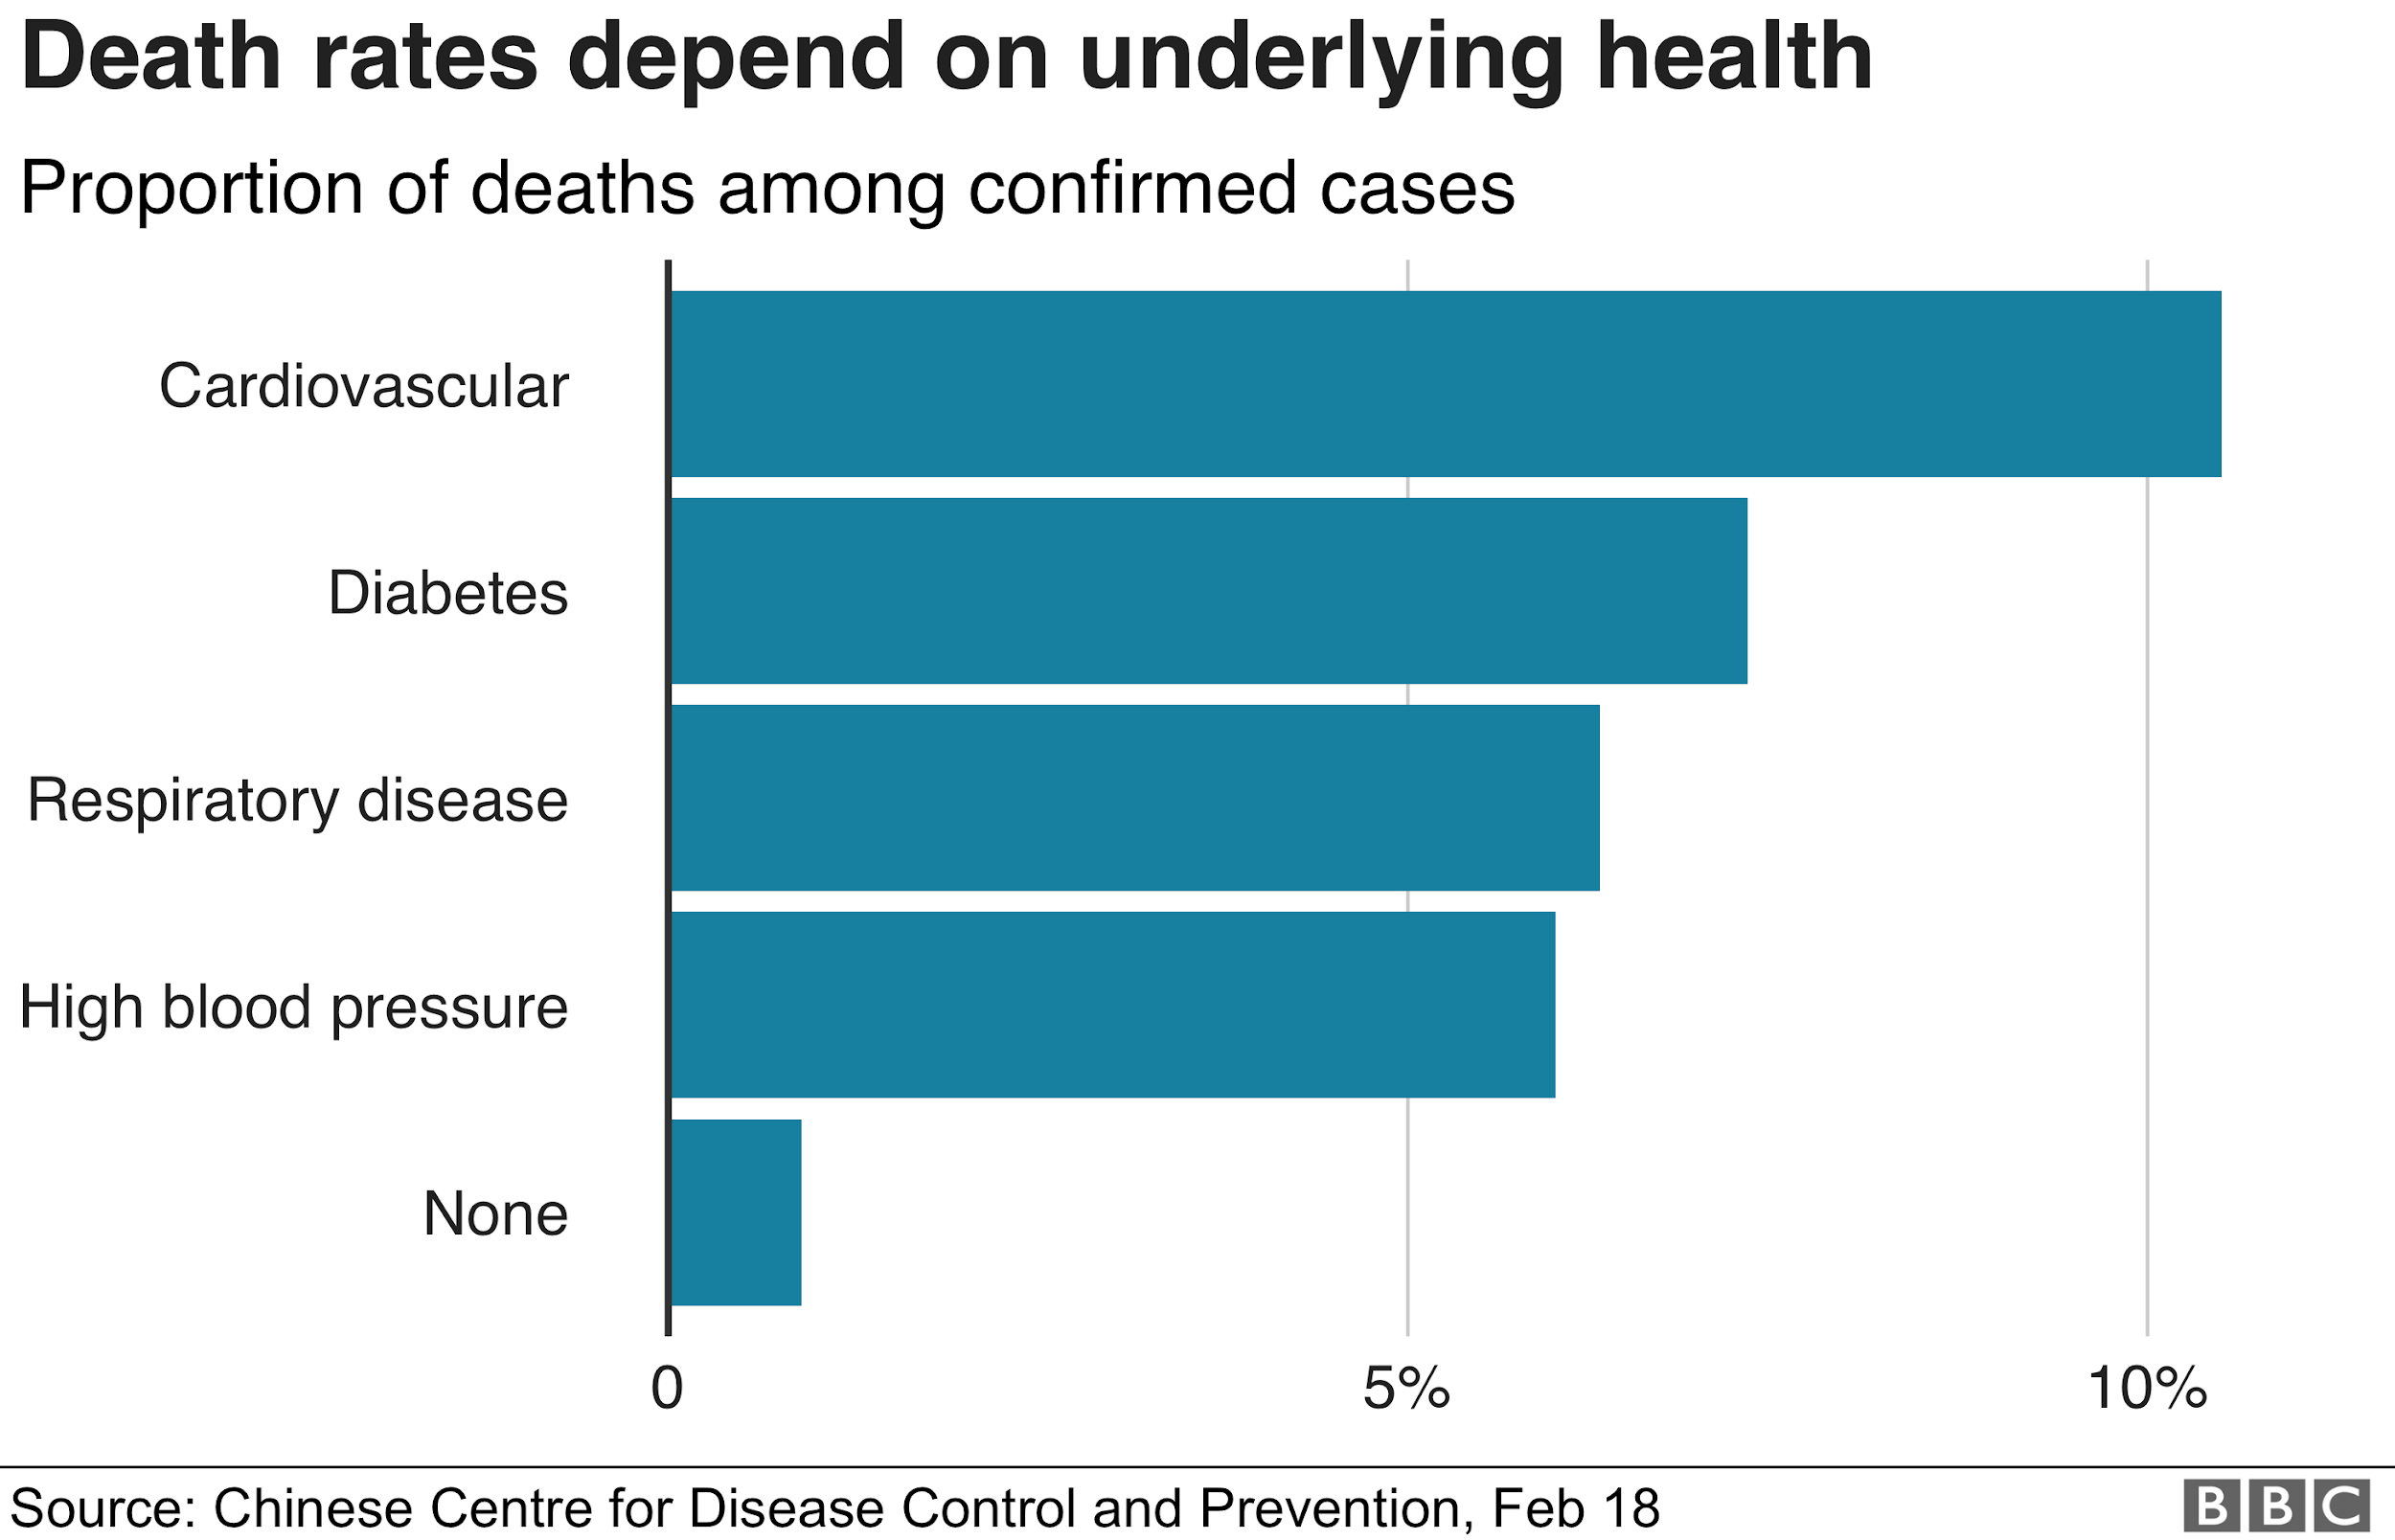 Death rates depend on underlying health
Proportion of deaths among confirmed cases
Cardiovascular
Diabetes
Respiratory disease
High blood pressure
None
0 5% 10%
Source: Chinese Centre for Disease Control and Prevention, Feb 18 BBC